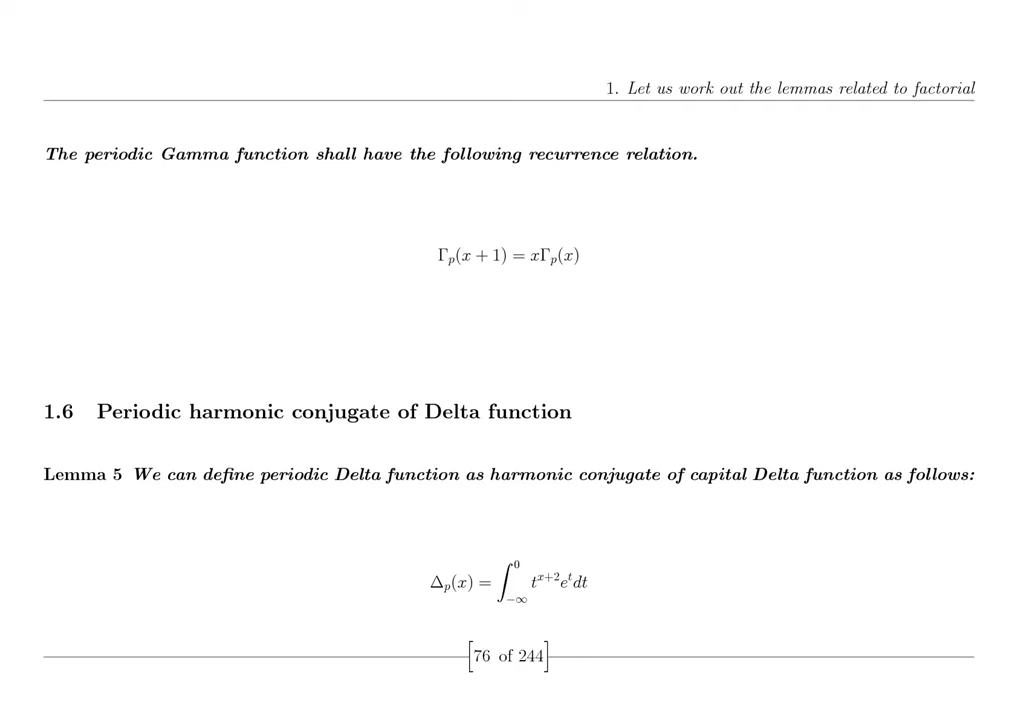 1. Let us work out the lemmas related to factorial
The periodic Gamma function shall have the following recurrence relation.
Γp(x + 1) = xΓp(x)
1.6 Periodic harmonic conjugate of Delta function
Lemma 5 We can define periodic Delta function as harmonic conjugate of capital Delta function as follows:
Δp(x) = ∫_{−∞}^{0} t^{x+2}e^{t}dt
[76 of 244]